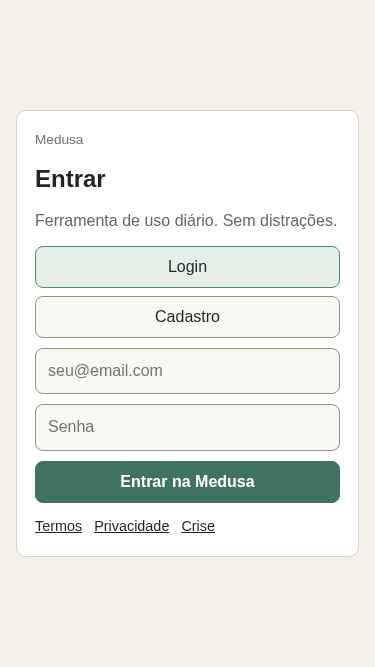 Medusa
Entrar
Ferramenta de uso diário. Sem distrações.
Login
Cadastro
seu@email.com
Senha
Entrar na Medusa
Termos Privacidade Crise